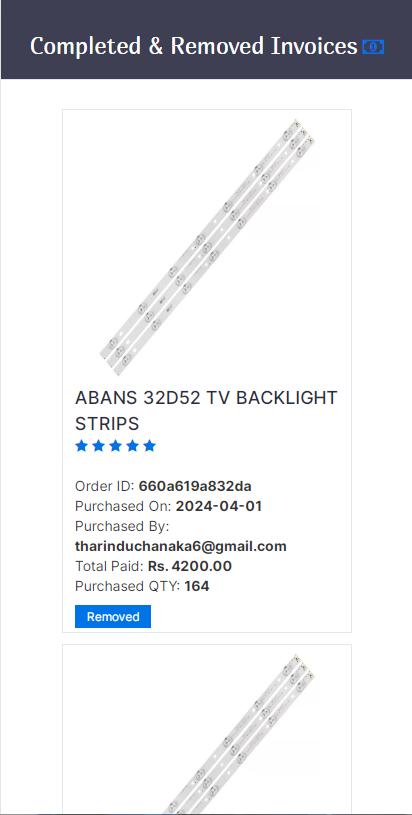 Completed & Removed Invoices
ABANS 32D52 TV BACKLIGHT
STRIPS
Order ID: 660a619a832da
Purchased On: 2024-04-01
Purchased By:
tharinduchanaka6@gmail.com
Total Paid: Rs. 4200.00
Purchased QTY: 164
Removed